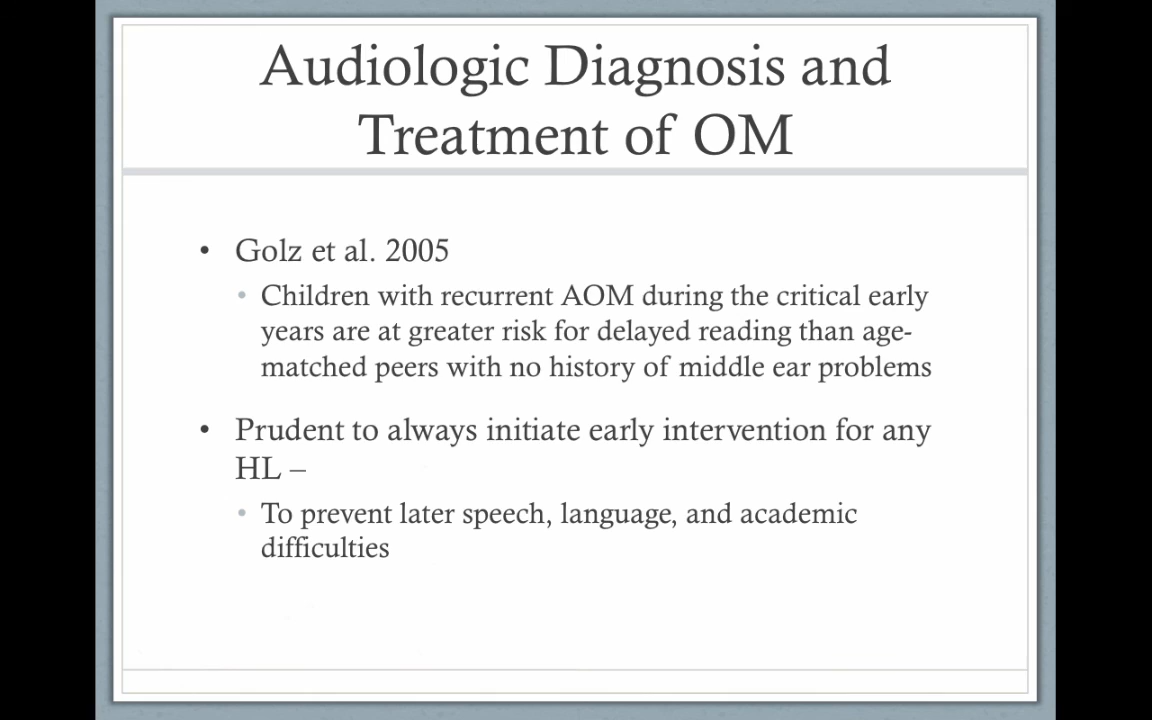 Audiologic Diagnosis and
Treatment of OM
• Golz et al. 2005
• Children with recurrent AOM during the critical early
years are at greater risk for delayed reading than age-
matched peers with no history of middle ear problems
• Prudent to always initiate early intervention for any
HL –
• To prevent later speech, language, and academic
difficulties